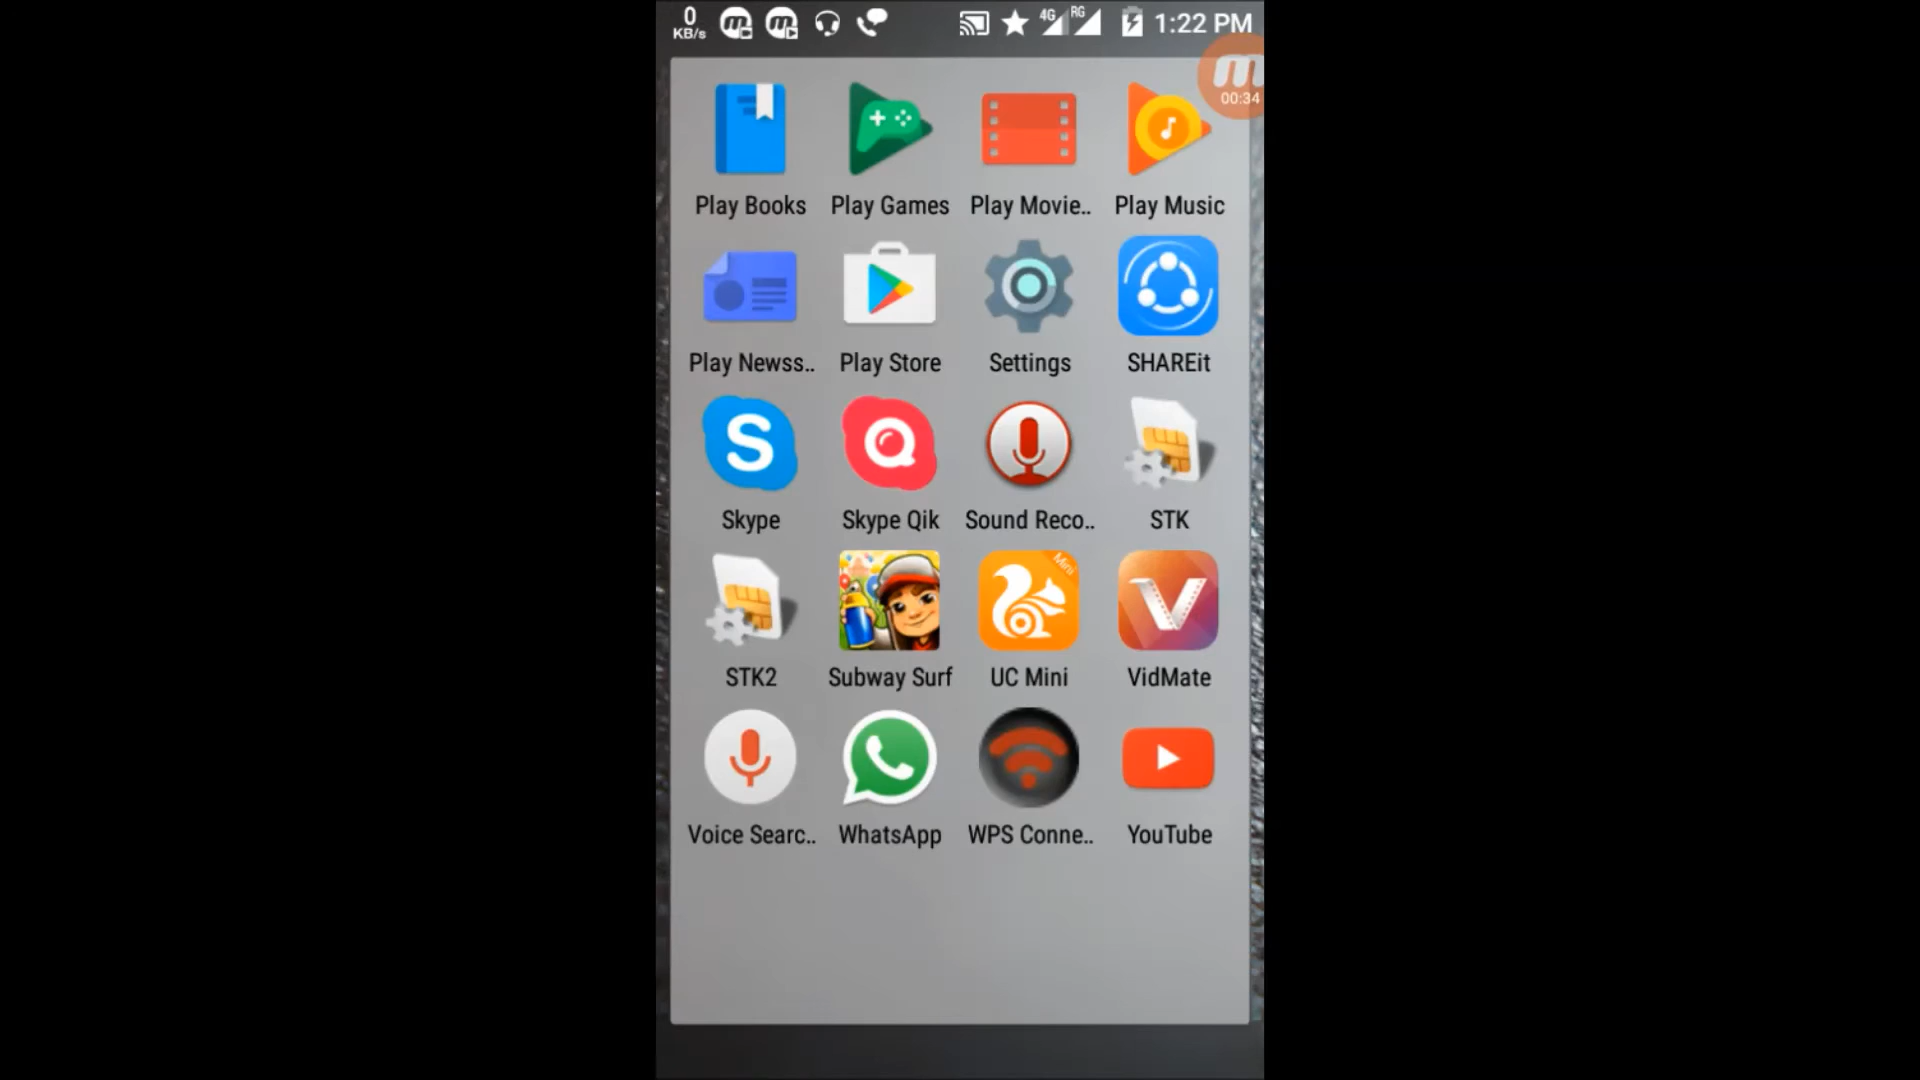 0
KB/s
4G
RG
1:22 PM
00:34
Play Books
Play Games
Play Movie..
Play Music
Play Newss..
Play Store
Settings
SHAREit
S
Skype
Skype Qik
Sound Reco..
STK
Mini
STK2
Subway Surf
UC Mini
VidMate
Voice Searc..
WhatsApp
WPS Conne..
YouTube